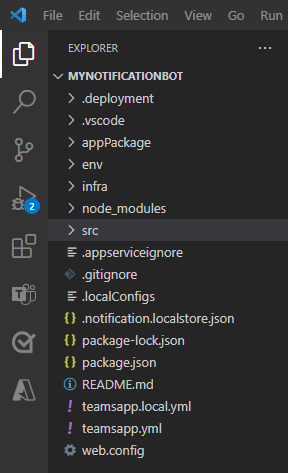 File Edit Selection View Go Run
EXPLORER
MYNOTIFICATIONBOT
.deployment
.vscode
appPackage
env
infra
node_modules
src
.appserviceignore
.gitignore
.localConfigs
.notification.localstore.json
package-lock.json
package.json
README.md
teamsapp.local.yml
teamsapp.yml
web.config
2